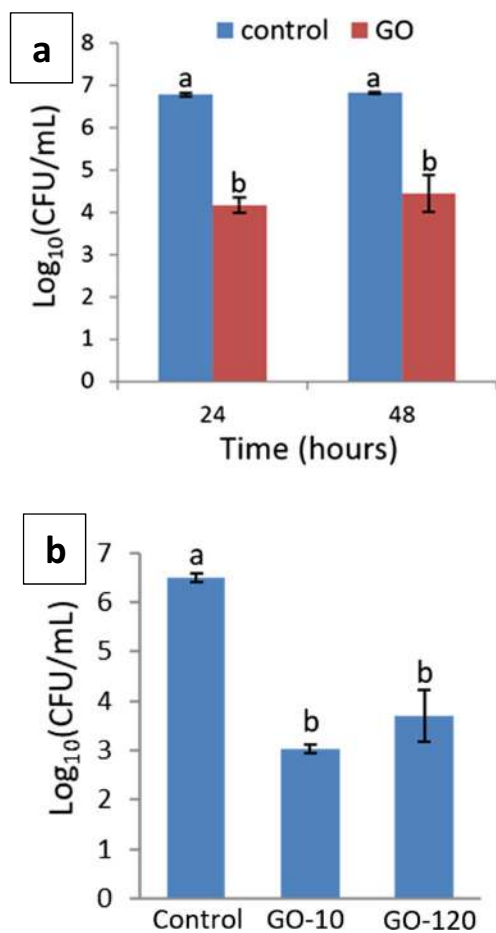 a
control GO
8
7
6
5
4
3
2
1
0
Log₁₀(CFU/mL)
a
b
a
b
24 48
Time (hours)
b
7
6
5
4
3
2
1
0
Log₁₀(CFU/mL)
a
b
b
Control GO-10 GO-120